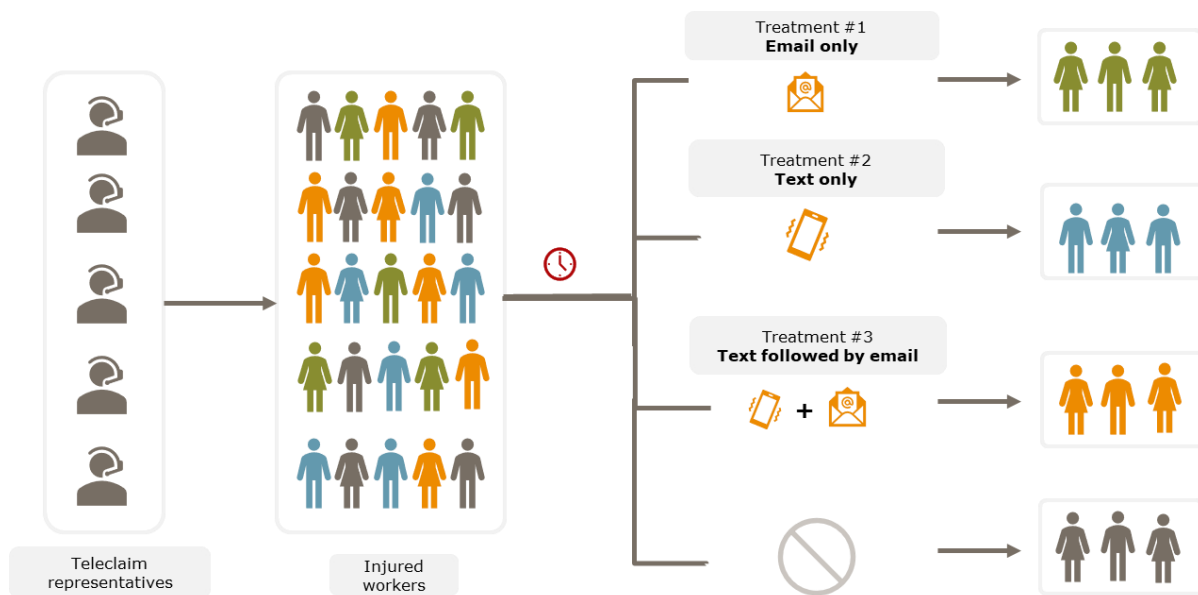 Treatment #1
Email only
Treatment #2
Text only
Treatment #3
Text followed by email
+
Teleclaim
representatives
Injured
workers